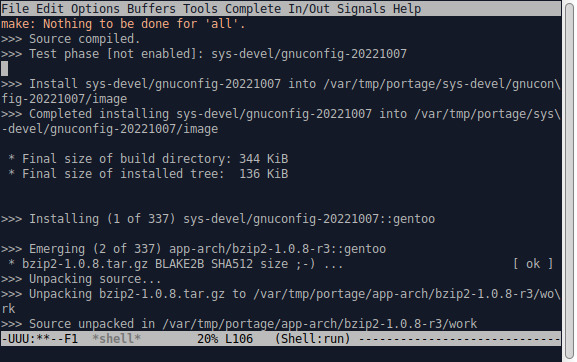 File Edit Options Buffers Tools Complete In/Out Signals Help
make: Nothing to be done for 'all'.
>>> Source compiled.
>>> Test phase [not enabled]: sys-devel/gnuconfig-20221007
>>> Install sys-devel/gnuconfig-20221007 into /var/tmp/portage/sys-devel/gnucon\
fig-20221007/image
>>> Completed installing sys-devel/gnuconfig-20221007 into /var/tmp/portage/sys\
-devel/gnuconfig-20221007/image
 * Final size of build directory: 344 KiB
 * Final size of installed tree:  136 KiB
>>> Installing (1 of 337) sys-devel/gnuconfig-20221007::gentoo
>>> Emerging (2 of 337) app-arch/bzip2-1.0.8-r3::gentoo
 * bzip2-1.0.8.tar.gz BLAKE2B SHA512 size ;-) ...                       [ ok ]
>>> Unpacking source...
>>> Unpacking bzip2-1.0.8.tar.gz to /var/tmp/portage/app-arch/bzip2-1.0.8-r3/wo\
rk
>>> Source unpacked in /var/tmp/portage/app-arch/bzip2-1.0.8-r3/work
-UUU:**--F1  *shell*        20% L106   (Shell:run) ----------------------------